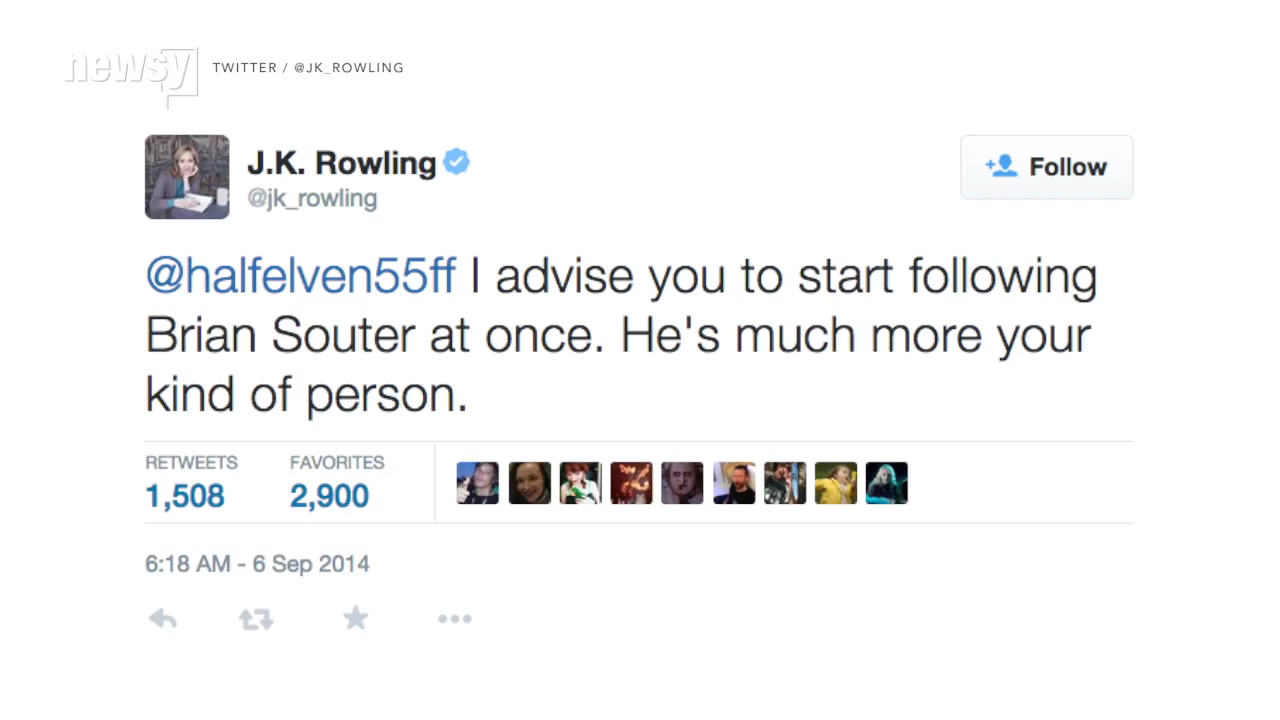 newsy TWITTER / @JK_ROWLING
J.K. Rowling
@jk_rowling
Follow
@halfelven55ff I advise you to start following
Brian Souter at once. He's much more your
kind of person.
RETWEETS FAVORITES
1,508 2,900
6:18 AM - 6 Sep 2014